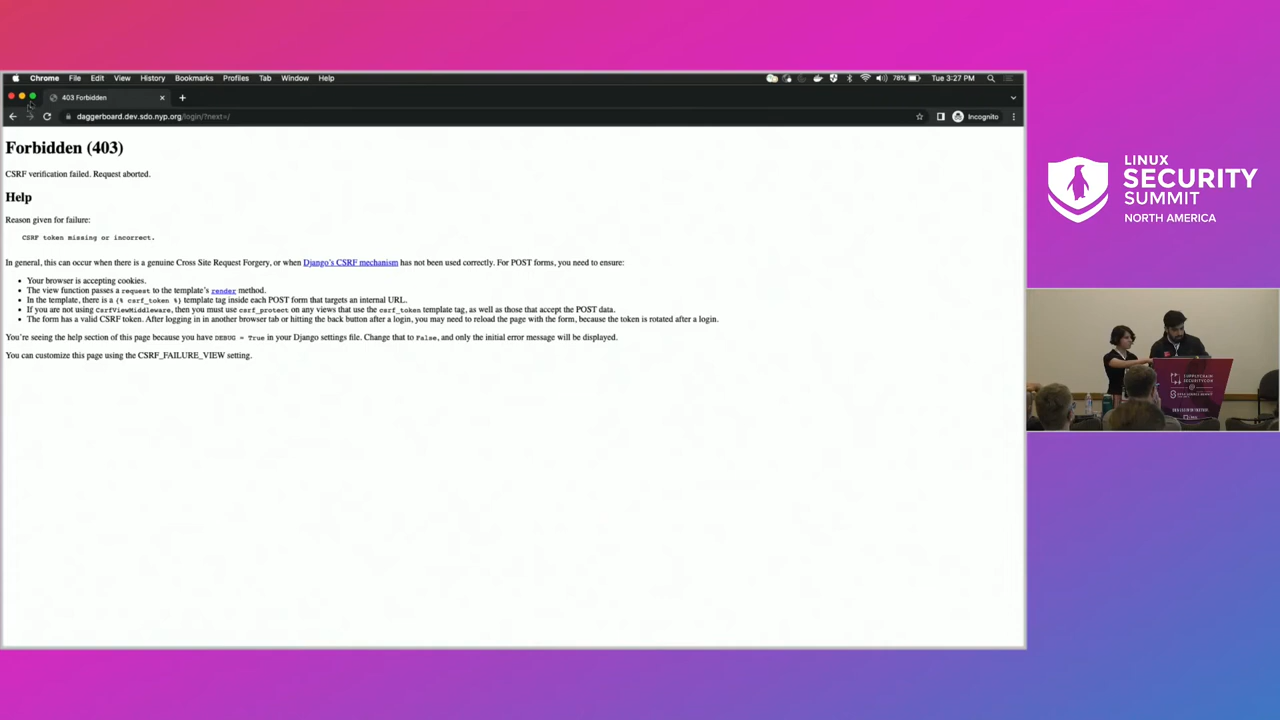 Chrome File Edit View History Bookmarks Profiles Tab Window Help
78% Tue 3:27 PM
403 Forbidden
daggerboard.dev.sdo.nyp.org/login/?next=/
Incognito
Forbidden (403)
CSRF verification failed. Request aborted.
Help
Reason given for failure:
CSRF token missing or incorrect.
In general, this can occur when there is a genuine Cross Site Request Forgery, or when Django's CSRF mechanism has not been used correctly. For POST forms, you need to ensure:
• Your browser is accepting cookies.
• The view function passes a request to the template's render method.
• In the template, there is a {% csrf_token %} template tag inside each POST form that targets an internal URL.
• If you are not using CsrfViewMiddleware, then you must use csrf_protect on any views that use the csrf_token template tag, as well as those that accept the POST data.
• The form has a valid CSRF token. After logging in in another browser tab or hitting the back button after a login, you may need to reload the page with the form, because the token is rotated after a login.
You're seeing the help section of this page because you have DEBUG = True in your Django settings file. Change that to False, and only the initial error message will be displayed.
You can customize this page using the CSRF_FAILURE_VIEW setting.
LINUX
SECURITY
SUMMIT
NORTH AMERICA
SUPPLYCHAIN
SECURITYCON